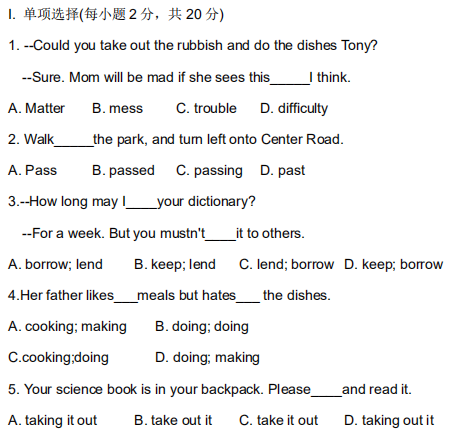 I. 单项选择(每小题 2 分，共 20 分)
1. --Could you take out the rubbish and do the dishes Tony?
--Sure. Mom will be mad if she sees this_____I think.
A. Matter B. mess C. trouble D. difficulty
2. Walk_____the park, and turn left onto Center Road.
A. Pass B. passed C. passing D. past
3.--How long may I____your dictionary?
--For a week. But you mustn't____it to others.
A. borrow; lend B. keep; lend C. lend; borrow D. keep; borrow
4.Her father likes___meals but hates___ the dishes.
A. cooking; making B. doing; doing
C.cooking;doing D. doing; making
5. Your science book is in your backpack. Please____and read it.
A. taking it out B. take out it C. take it out D. taking out it